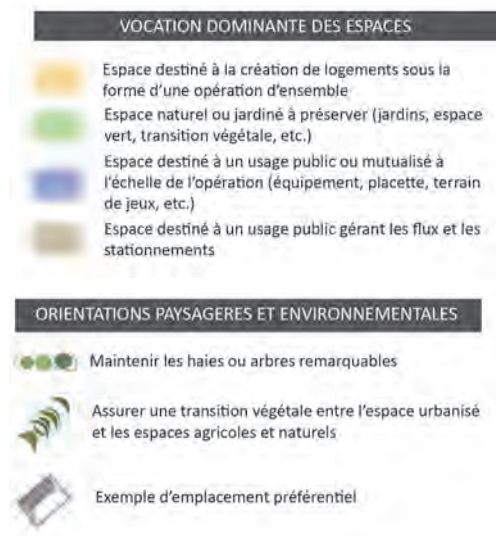 VOCATION DOMINANTE DES ESPACES
Espace destiné à la création de logements sous la
forme d'une opération d'ensemble
Espace naturel ou jardiné à préserver (jardins, espace
vert, transition végétale, etc.)
Espace destiné à un usage public ou mutualisé à
l'échelle de l'opération (équipement, placette, terrain
de jeux, etc.)
Espace destiné à un usage public gérant les flux et les
stationnements
ORIENTATIONS PAYSAGERES ET ENVIRONNEMENTALES
Maintenir les haies ou arbres remarquables
Assurer une transition végétale entre l'espace urbanisé
et les espaces agricoles et naturels
Exemple d'emplacement préférentiel